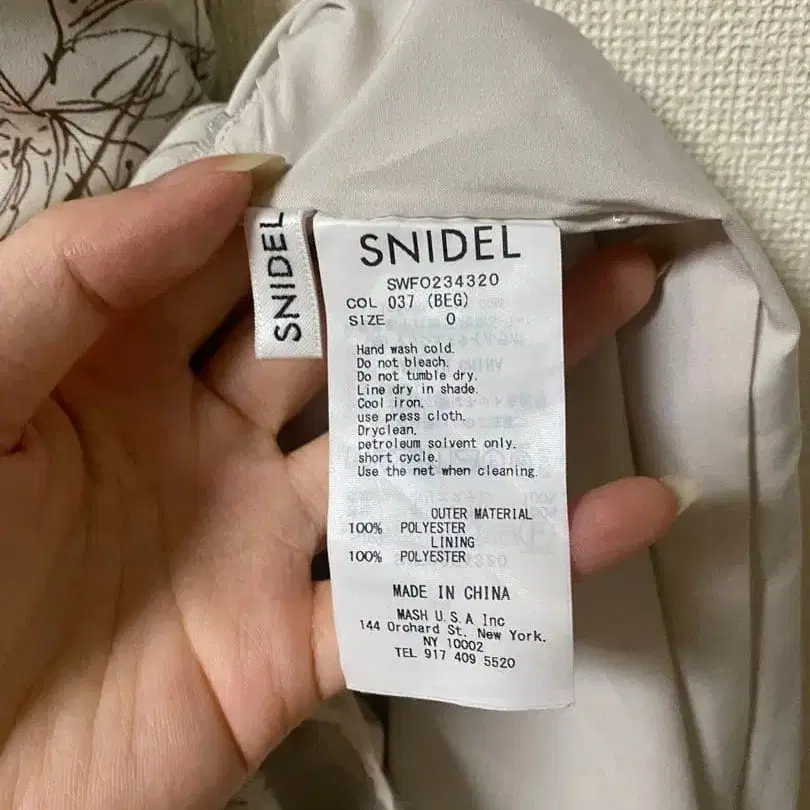 SNIDEL
SNIDEL
SWFO234320
COL 037 (BEG)
SIZE 0
Hand wash cold.
Do not bleach.
Do not tumble dry.
Line dry in shade.
Cool iron.
use press cloth.
Dryclean.
petroleum solvent only.
short cycle.
Use the net when cleaning.
OUTER MATERIAL
100% POLYESTER
LINING
100% POLYESTER
MADE IN CHINA
MASH U.S.A Inc
144 Orchard St. New York.
NY 10002
TEL 917 409 5520